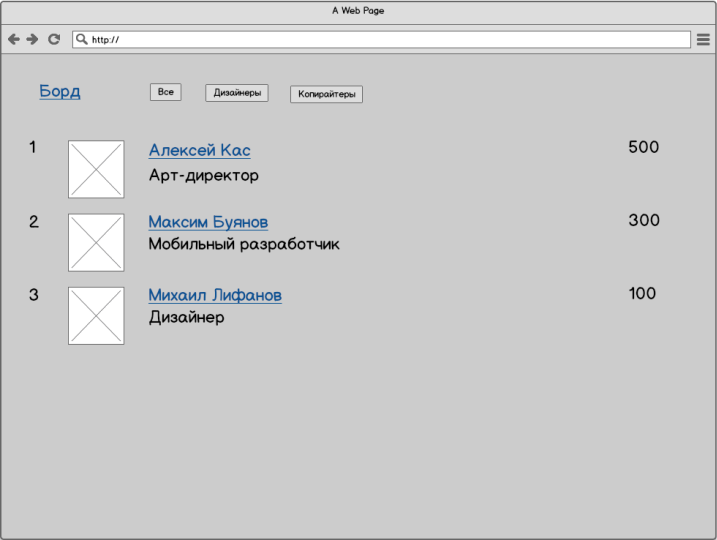 A Web Page
http://
Борд
Все
Дизайнеры
Копирайтеры
1
Алексей Кас
500
Арт-директор
2
Максим Буянов
300
Мобильный разработчик
3
Михаил Лифанов
100
Дизайнер